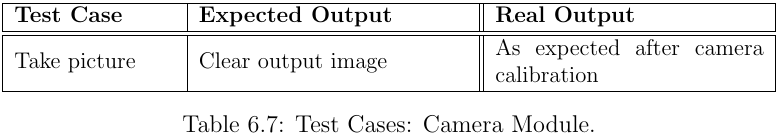 Test Case Expected Output Real Output
Take picture Clear output image As expected after camera
calibration
Table 6.7: Test Cases: Camera Module.